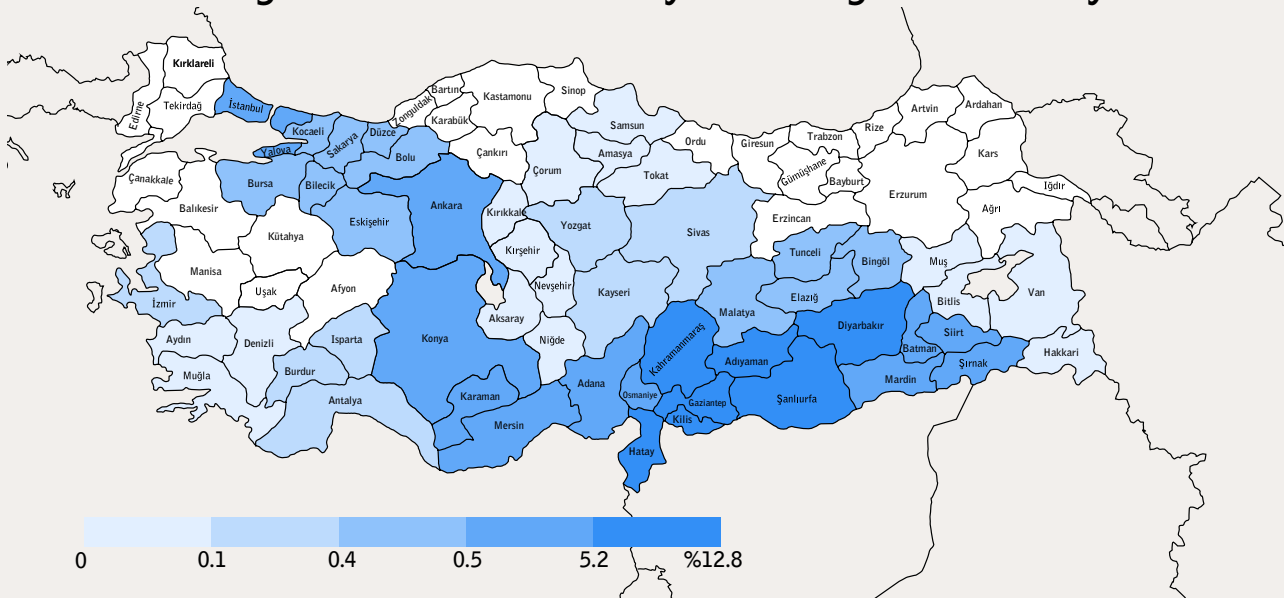 Kırklareli
Edirne
Tekirdağ
İstanbul
Kocaeli
Yalova
Sakarya
Düzce
Zonguldak
Bartın
Karabük
Kastamonu
Sinop
Bolu
Çankırı
Samsun
Amasya
Çorum
Tokat
Ordu
Giresun
Trabzon
Gümüşhane
Bayburt
Rize
Artvin
Ardahan
Kars
Iğdır
Ağrı
Erzurum
Erzincan
Çanakkale
Balıkesir
Bursa
Bilecik
Eskişehir
Ankara
Kırıkkale
Kırşehir
Yozgat
Sivas
Kütahya
Manisa
Uşak
Afyon
İzmir
Aydın
Denizli
Muğla
Burdur
Isparta
Antalya
Konya
Karaman
Mersin
Aksaray
Nevşehir
Niğde
Kayseri
Adana
Osmaniye
Kahramanmaraş
Malatya
Tunceli
Elazığ
Bingöl
Muş
Bitlis
Van
Hakkari
Siirt
Batman
Şırnak
Mardin
Diyarbakır
Adıyaman
Şanlıurfa
Gaziantep
Kilis
Hatay
0 0.1 0.4 0.5 5.2 %12.8